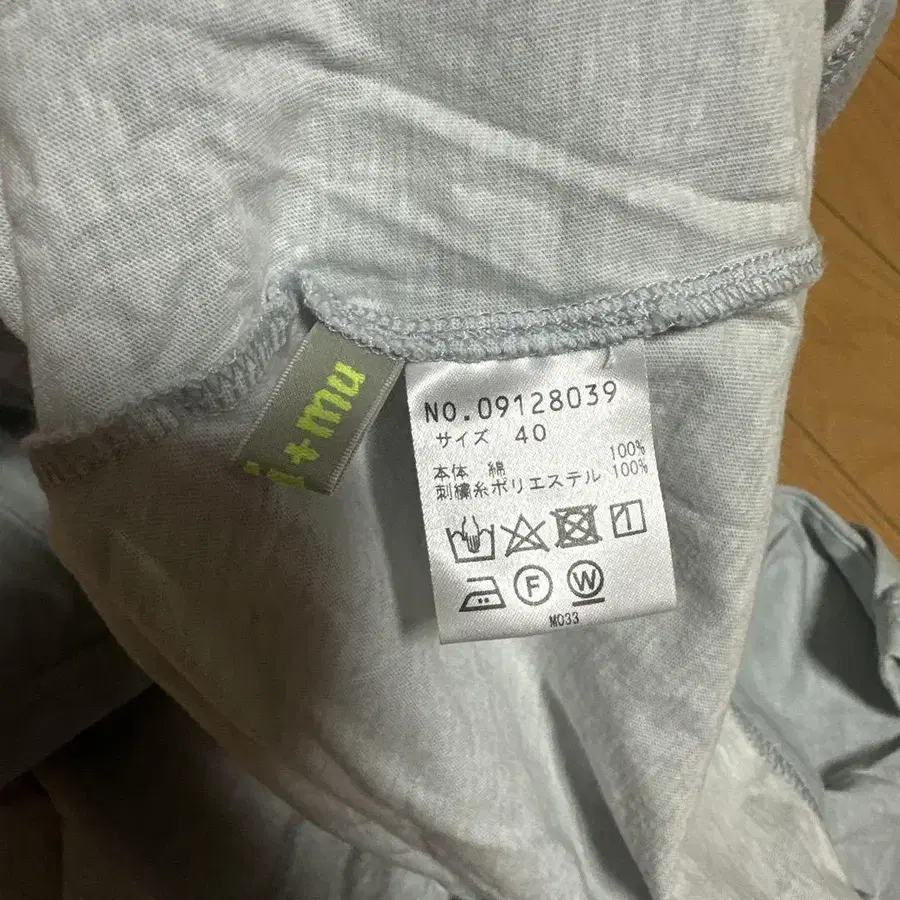 +mu
NO.09128039
サイズ 40
本体 綿 100%
刺繍糸ポリエステル 100%
F W
M033